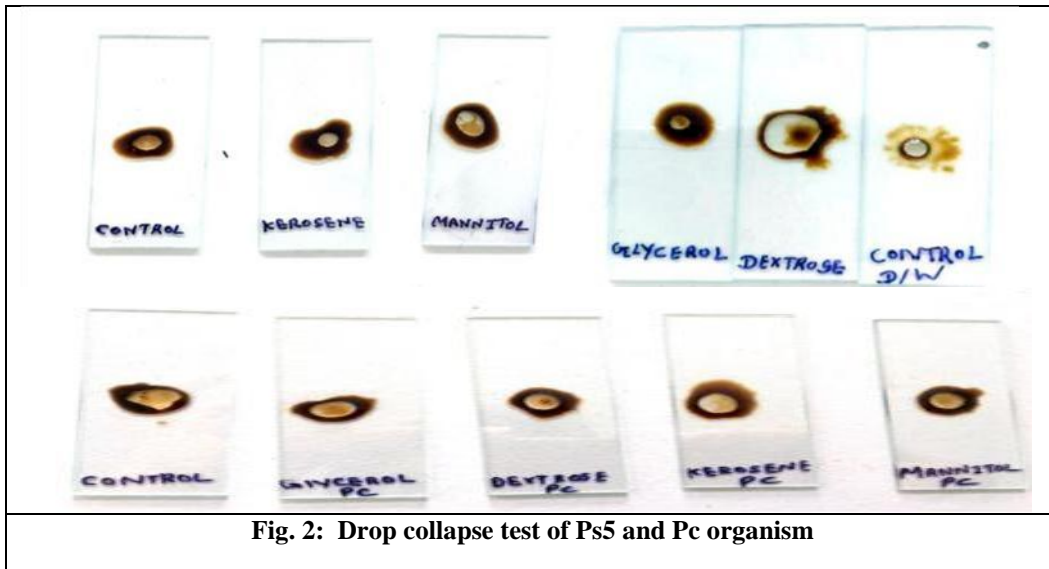 CONTROL
KEROSENE
MANNITOL
GLYCEROL
DEXTROSE
CONTROL
D/W
CONTROL
GLYCEROL
PC
DEXTROSE
PC
KEROSENE
PC
MANNITOL
PC
Fig. 2: Drop collapse test of Ps5 and Pc organism